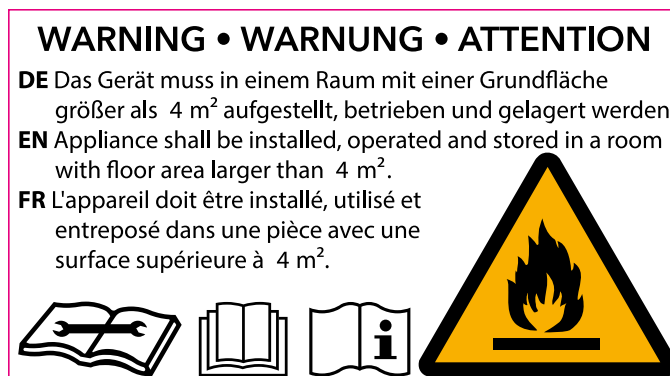 WARNING • WARNUNG • ATTENTION
DE Das Gerät muss in einem Raum mit einer Grundfläche
größer als 4 m² aufgestellt, betrieben und gelagert werden
EN Appliance shall be installed, operated and stored in a room
with floor area larger than 4 m².
FR L'appareil doit être installé, utilisé et
entreposé dans une pièce avec une
surface supérieure à 4 m².
i